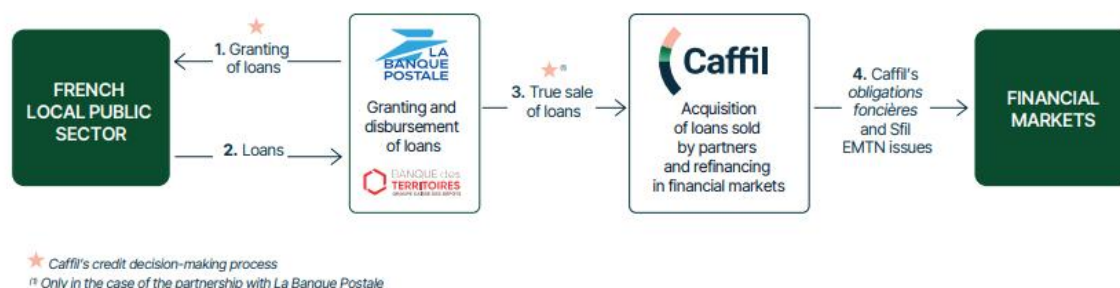 FRENCH
LOCAL PUBLIC
SECTOR
1. Granting
of loans
2. Loans
LA
BANQUE
POSTALE
Granting and
disbursement
of loans
BANQUE des
TERRITOIRES
(1)
3. True sale
of loans
Caffil
Acquisition
of loans sold
by partners
and refinancing
in financial markets
4. Caffil's
obligations
foncières
and Sfil
EMTN issues
FINANCIAL
MARKETS
Caffil's credit decision-making process
(1) Only in the case of the partnership with La Banque Postale